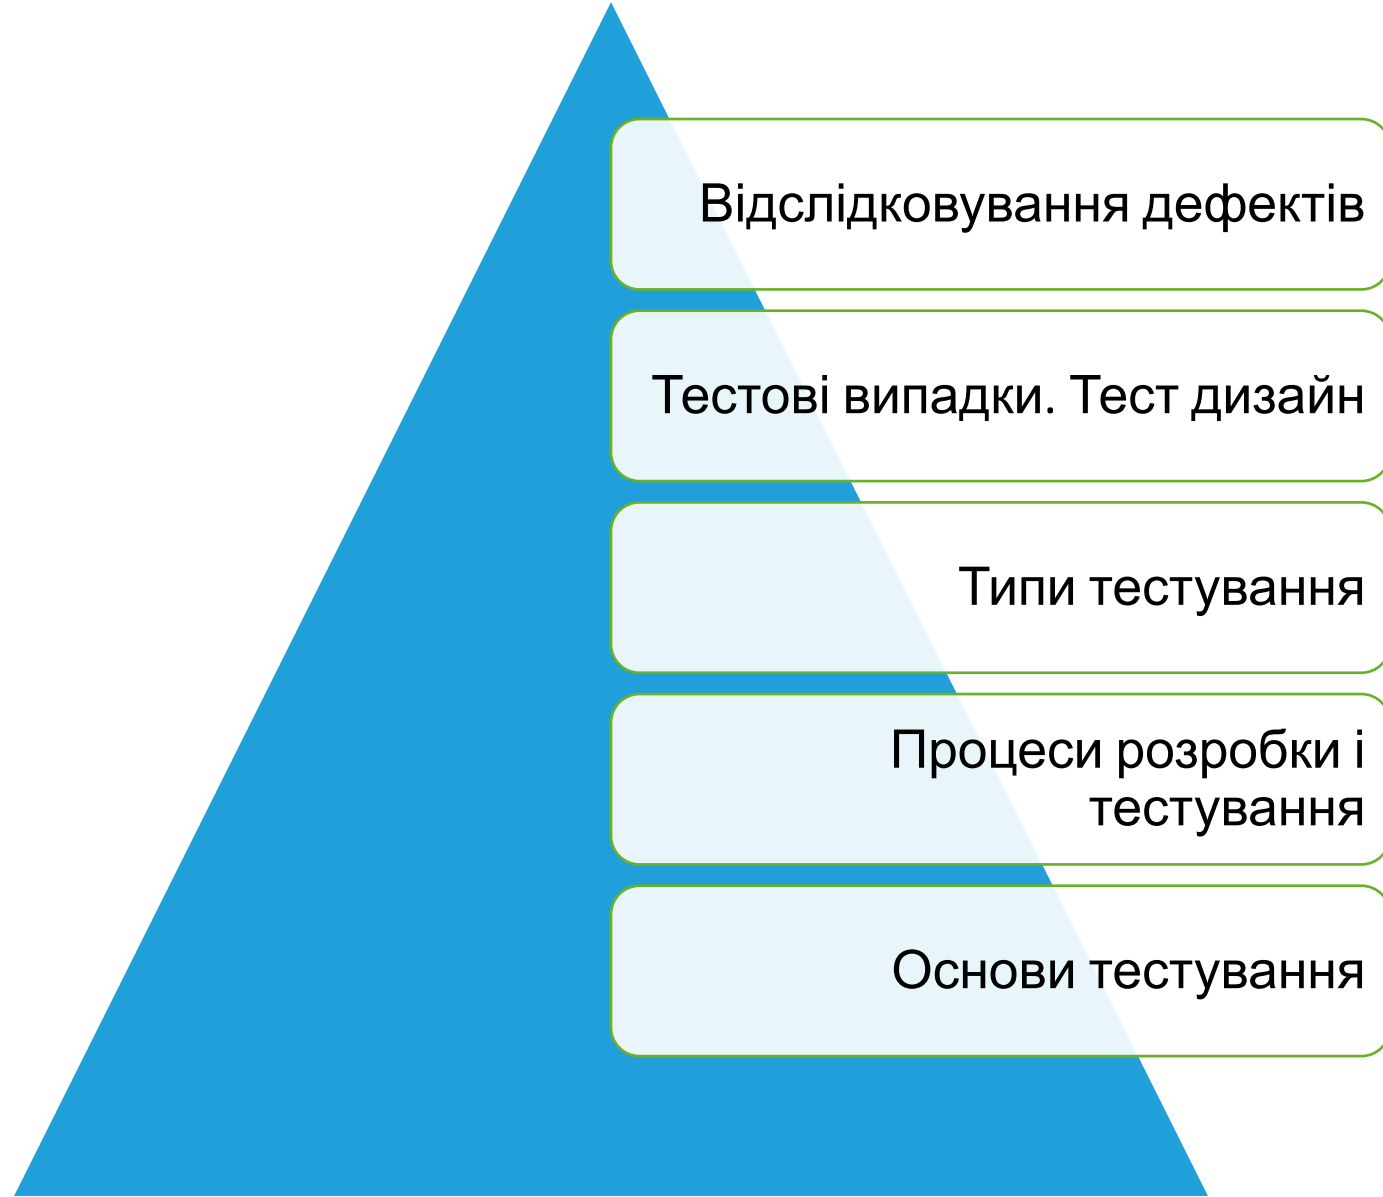 Відслідковування дефектів
Тестові випадки. Тест дизайн
Типи тестування
Процеси розробки і
тестування
Основи тестування